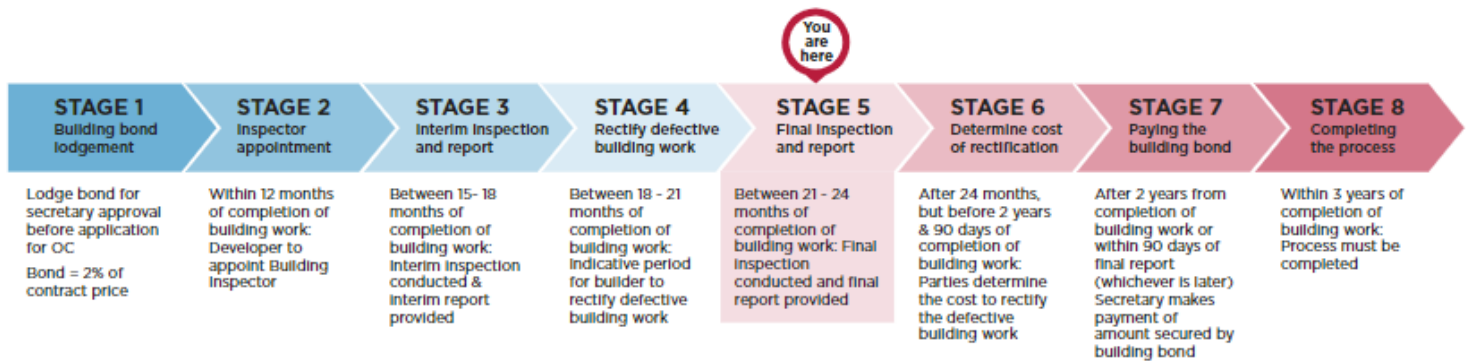 You
are
here
STAGE 1
Building bond
lodgement
STAGE 2
Inspector
appointment
STAGE 3
Interim inspection
and report
STAGE 4
Rectify defective
building work
STAGE 5
Final inspection
and report
STAGE 6
Determine cost
of rectification
STAGE 7
Paying the
building bond
STAGE 8
Completing
the process
Lodge bond for
secretary approval
before application
for OC
Bond = 2% of
contract price
Within 12 months
of completion of
building work:
Developer to
appoint Building
Inspector
Between 15- 18
months of
completion of
building work:
Interim inspection
conducted &
interim report
provided
Between 18 - 21
months of
completion of
building work:
Indicative period
for builder to
rectify defective
building work
Between 21 - 24
months of
completion of
building work: Final
inspection
conducted and final
report provided
After 24 months,
but before 2 years
& 90 days of
completion of
building work:
Parties determine
the cost to rectify
the defective
building work
After 2 years from
completion of
building work or
within 90 days of
final report
(whichever is later)
Secretary makes
payment of
amount secured by
building bond
Within 3 years of
completion of
building work:
Process must be
completed